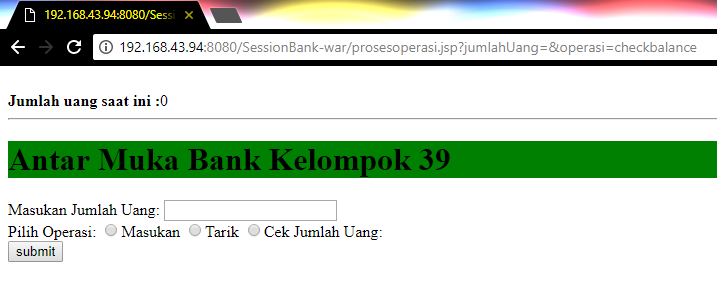 192.168.43.94:8080/Sessi
192.168.43.94:8080/SessionBank-war/prosesoperasi.jsp?jumlahUang=&operasi=checkbalance
Jumlah uang saat ini :0
Antar Muka Bank Kelompok 39
Masukan Jumlah Uang:
Pilih Operasi: Masukan Tarik Cek Jumlah Uang:
submit